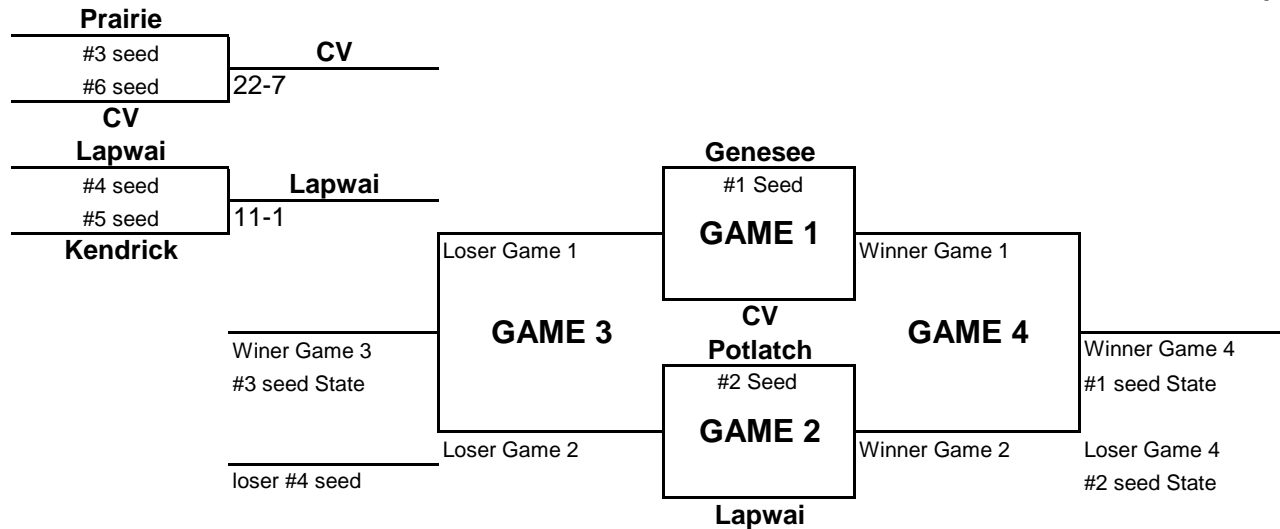 Prairie
#3 seed
CV
#6 seed
22-7
CV
Lapwai
#4 seed
Lapwai
#5 seed
11-1
Kendrick
Genesee
#1 Seed
GAME 1
Loser Game 1
Winner Game 1
CV
GAME 3
GAME 4
Potlatch
Winer Game 3
Winner Game 4
#3 seed State
#2 Seed
#1 seed State
GAME 2
Loser Game 2
Winner Game 2
Loser Game 4
loser #4 seed
#2 seed State
Lapwai